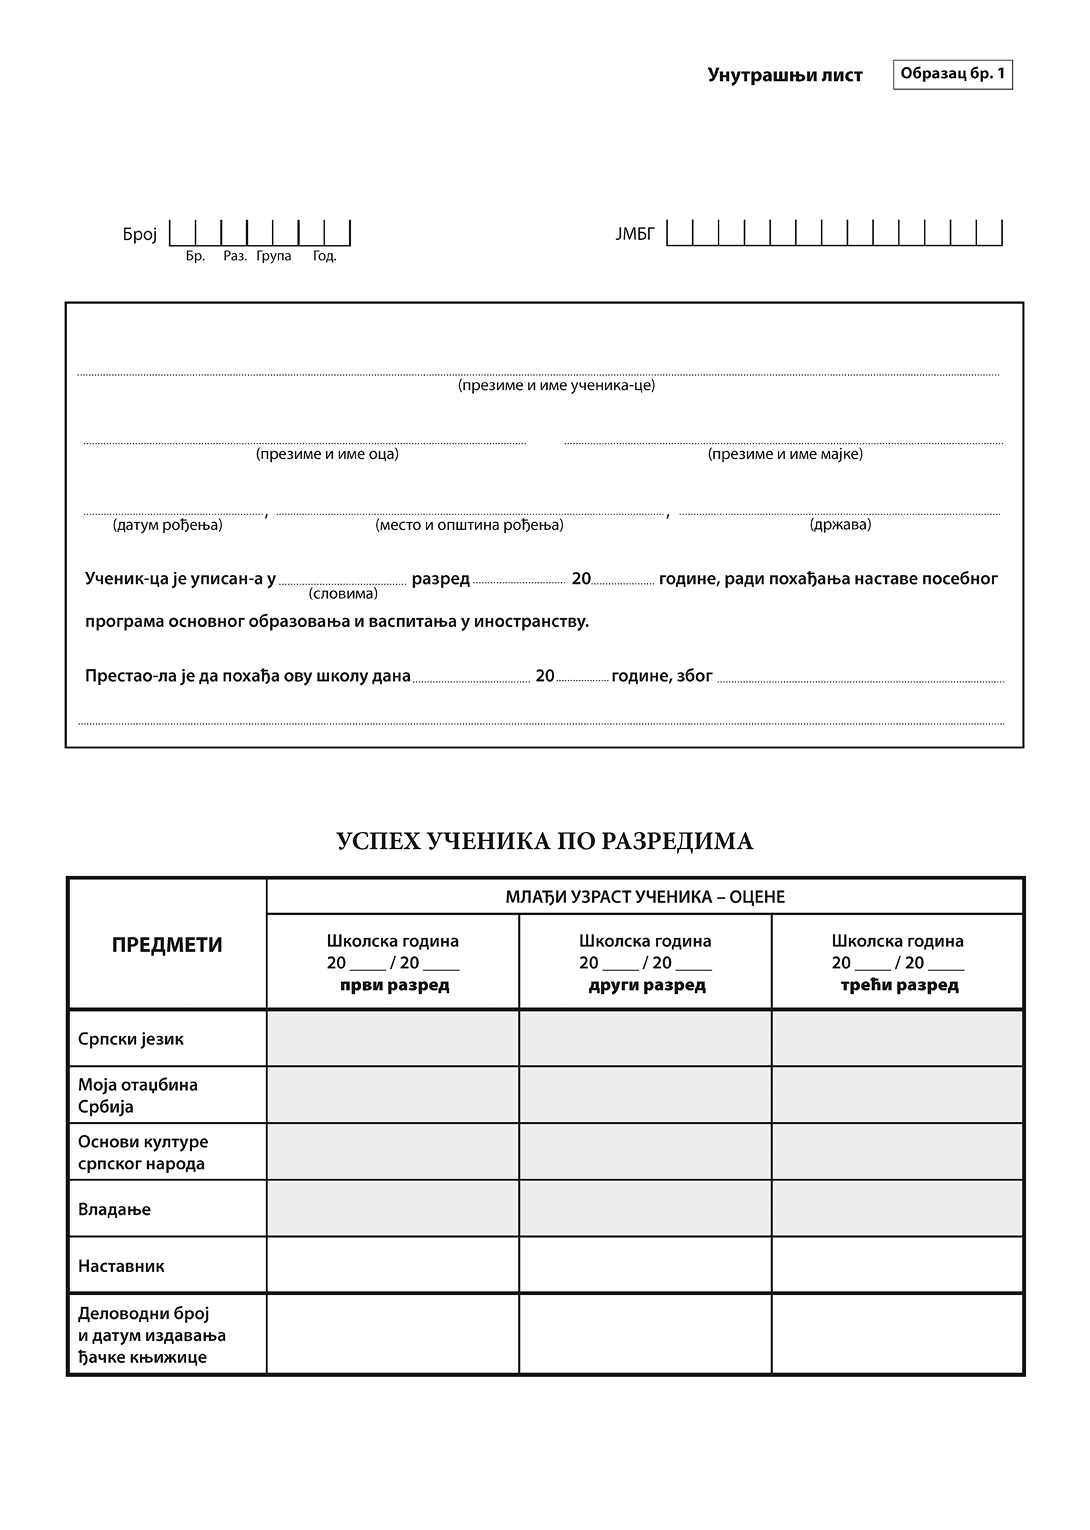 Унутрашњи лист Образац бр. 1
Број ЈМБГ
Бр. Раз. Група Год.
(презиме и име ученика-це)
(презиме и име оца) (презиме и име мајке)
, ,
(датум рођења) (место и општина рођења) (држава)
Ученик-ца је уписан-а у ........................ разред ........................ 20................ године, ради похађања наставе посебног
(словима)
програма основног образовања и васпитања у иностранству.
Престао-ла је да похађа ову школу дана........................ 20.............. године, због ........................
УСПЕХ УЧЕНИКА ПО РАЗРЕДИМА
ПРЕДМЕТИ
МЛАЂИ УЗРАСТ УЧЕНИКА – ОЦЕНЕ
Школска година Школска година Школска година
20 ____ / 20 ____ 20 ____ / 20 ____ 20 ____ / 20 ____
први разред други разред трећи разред
Српски језик
Моја отаџбина
Србија
Основи културе
српског народа
Владање
Наставник
Деловодни број
и датум издавања
ђачке књижице